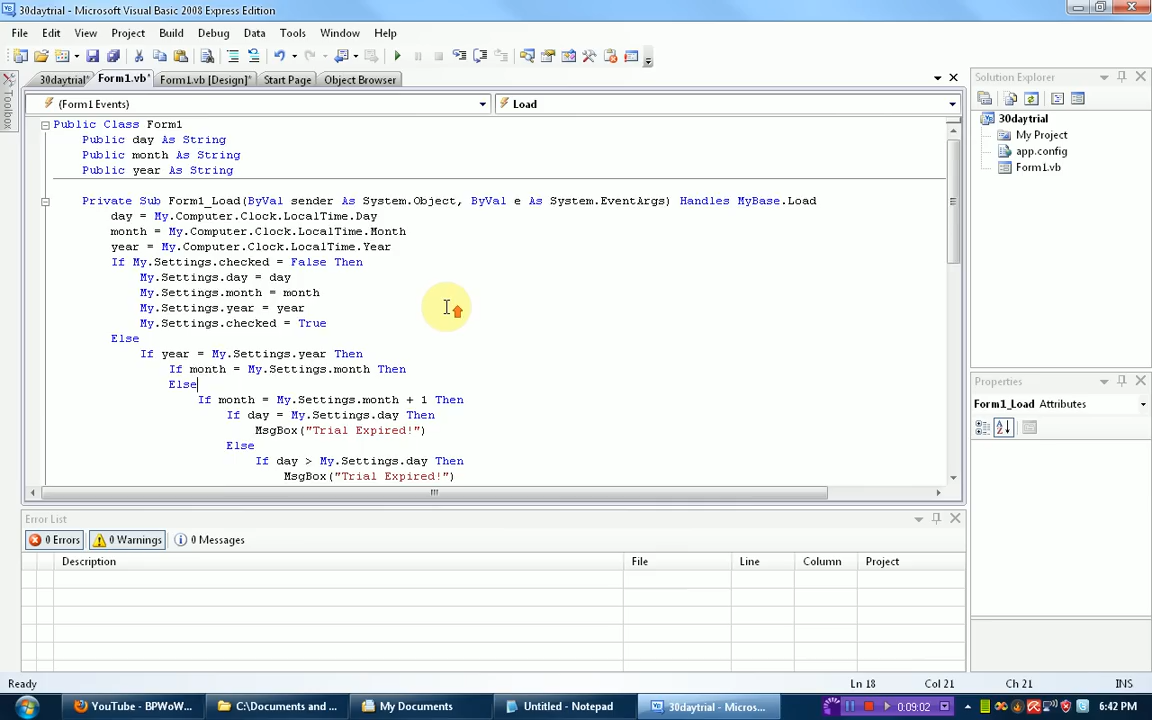 30daytrial - Microsoft Visual Basic 2008 Express Edition
File Edit View Project Build Debug Data Tools Window Help
30daytrial* Form1.vb* Form1.vb [Design]* Start Page Object Browser
(Form1 Events) Load
Public Class Form1
Public day As String
Public month As String
Public year As String
Private Sub Form1_Load(ByVal sender As System.Object, ByVal e As System.EventArgs) Handles MyBase.Load
day = My.Computer.Clock.LocalTime.Day
month = My.Computer.Clock.LocalTime.Month
year = My.Computer.Clock.LocalTime.Year
If My.Settings.checked = False Then
My.Settings.day = day
My.Settings.month = month
My.Settings.year = year
My.Settings.checked = True
Else
If year = My.Settings.year Then
If month = My.Settings.month Then
Else
If month = My.Settings.month + 1 Then
If day = My.Settings.day Then
MsgBox("Trial Expired!")
Else
If day > My.Settings.day Then
MsgBox("Trial Expired!")
Toolbox
Solution Explorer
30daytrial
My Project
app.config
Form1.vb
Properties
Form1_Load Attributes
Error List
0 Errors 0 Warnings 0 Messages
Description File Line Column Project
Ready Ln 18 Col 21 Ch 21 INS
YouTube - BPWoW... C:\Documents and ... My Documents Untitled - Notepad 30daytrial - Micros... 0:09:02 6:42 PM